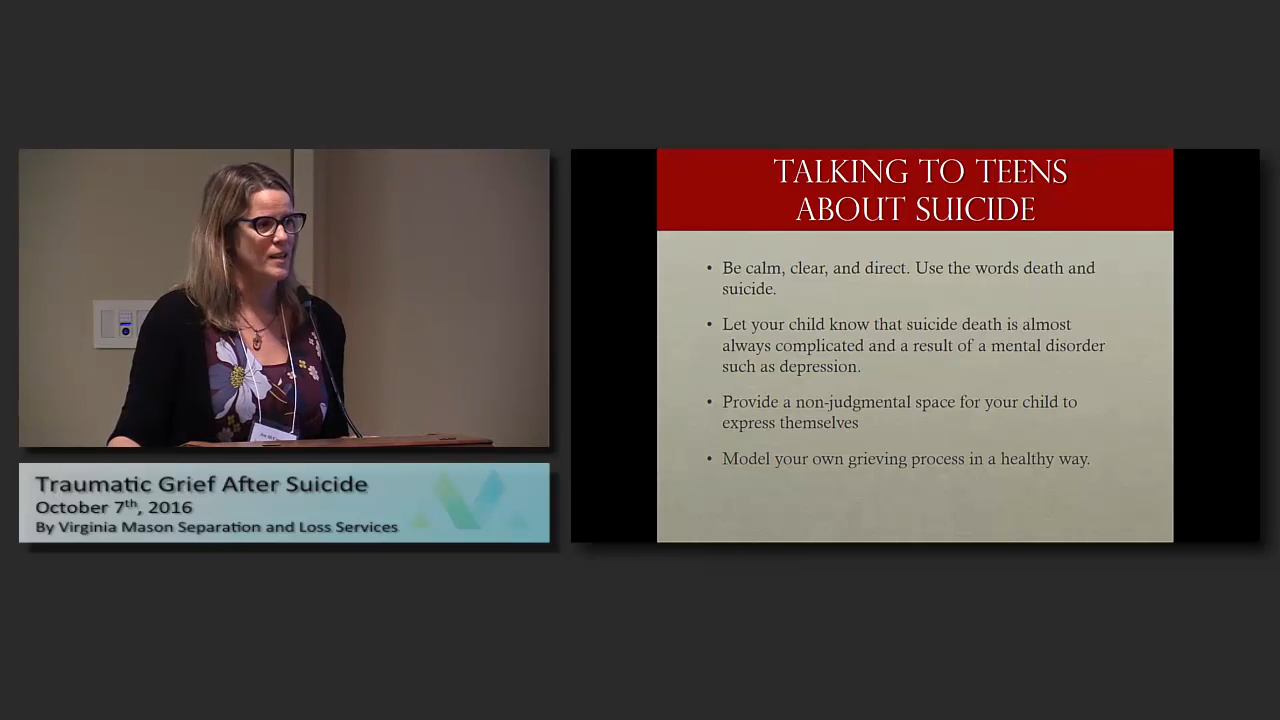 Traumatic Grief After Suicide
October 7th, 2016
By Virginia Mason Separation and Loss Services
TALKING TO TEENS
ABOUT SUICIDE
• Be calm, clear, and direct. Use the words death and
suicide.
• Let your child know that suicide death is almost
always complicated and a result of a mental disorder
such as depression.
• Provide a non-judgmental space for your child to
express themselves
• Model your own grieving process in a healthy way.